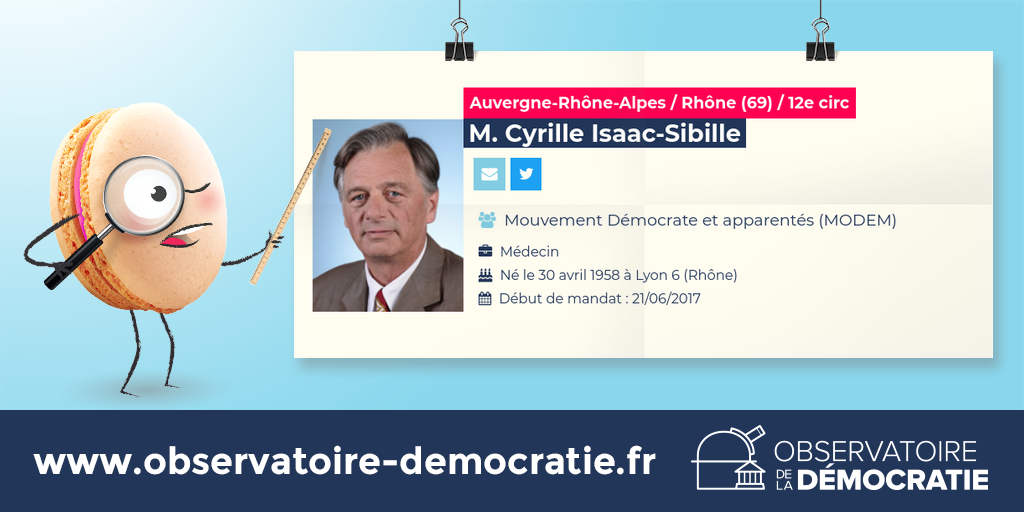 Auvergne-Rhône-Alpes / Rhône (69) / 12e circ
M. Cyrille Isaac-Sibille
Mouvement Démocrate et apparentés (MODEM)
Médecin
Né le 30 avril 1958 à Lyon 6 (Rhône)
Début de mandat : 21/06/2017
www.observatoire-democratie.fr
OBSERVATOIRE
DE LA DÉMOCRATIE